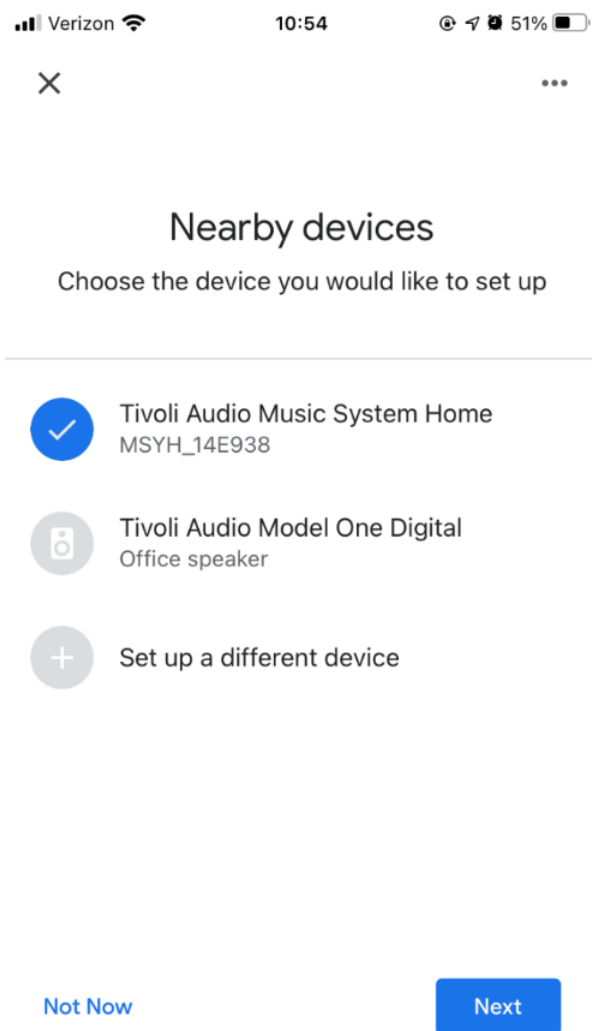 Verizon 10:54 51%
Nearby devices
Choose the device you would like to set up
Tivoli Audio Music System Home
MSYH_14E938
Tivoli Audio Model One Digital
Office speaker
Set up a different device
Not Now Next